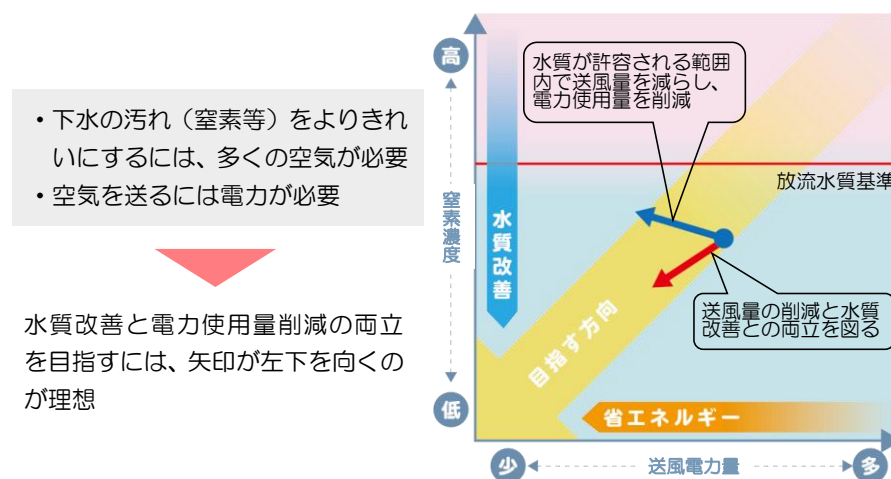 ・下水の汚れ（窒素等）をよりきれ
いにするには、多くの空気が必要
・空気を送るには電力が必要
水質改善と電力使用量削減の両立
を目指すには、矢印が左下を向くの
が理想
高
窒素濃度
低
水質改善
水質が許容される範囲
内で送風量を減らし、
電力使用量を削減
放流水質基準
送風量の削減と水質
改善との両立を図る
目指す方向
省エネルギー
少
送風電力量
多